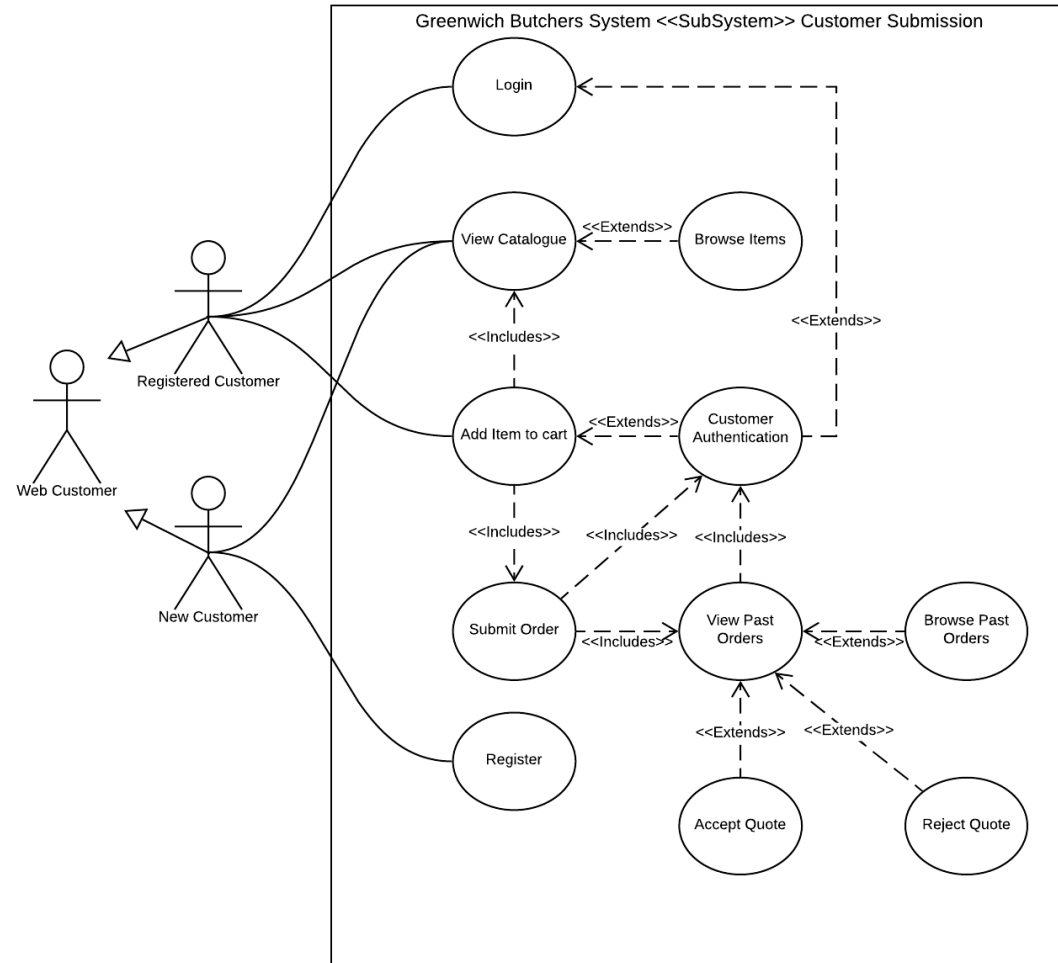 Greenwich Butchers System <<SubSystem>> Customer Submission
Login
View Catalogue
<<Extends>>
Browse Items
<<Extends>>
<<Includes>>
Registered Customer
Add Item to cart
<<Extends>>
Customer
Authentication
Web Customer
<<Includes>>
<<Includes>>
<<Includes>>
New Customer
Submit Order
<<Includes>>
View Past
Orders
<<Extends>>
Browse Past
Orders
<<Extends>>
<<Extends>>
Register
Accept Quote
Reject Quote